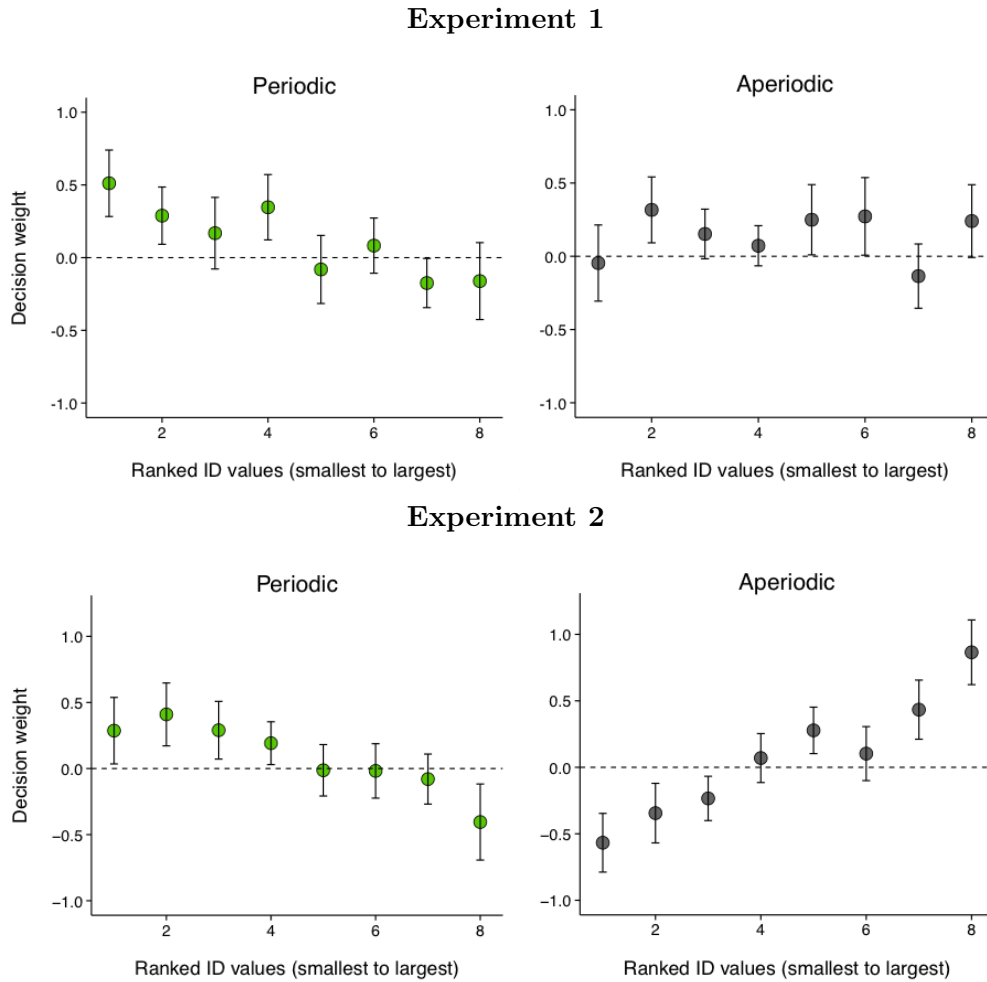 Experiment 1
Periodic
Aperiodic
Decision weight
1.0
0.5
0.0
-0.5
-1.0
2 4 6 8
Ranked ID values (smallest to largest)
1.0
0.5
0.0
-0.5
-1.0
2 4 6 8
Ranked ID values (smallest to largest)
Experiment 2
Periodic
Aperiodic
Decision weight
1.0
0.5
0.0
−0.5
−1.0
2 4 6 8
Ranked ID values (smallest to largest)
1.0
0.5
0.0
−0.5
−1.0
2 4 6 8
Ranked ID values (smallest to largest)